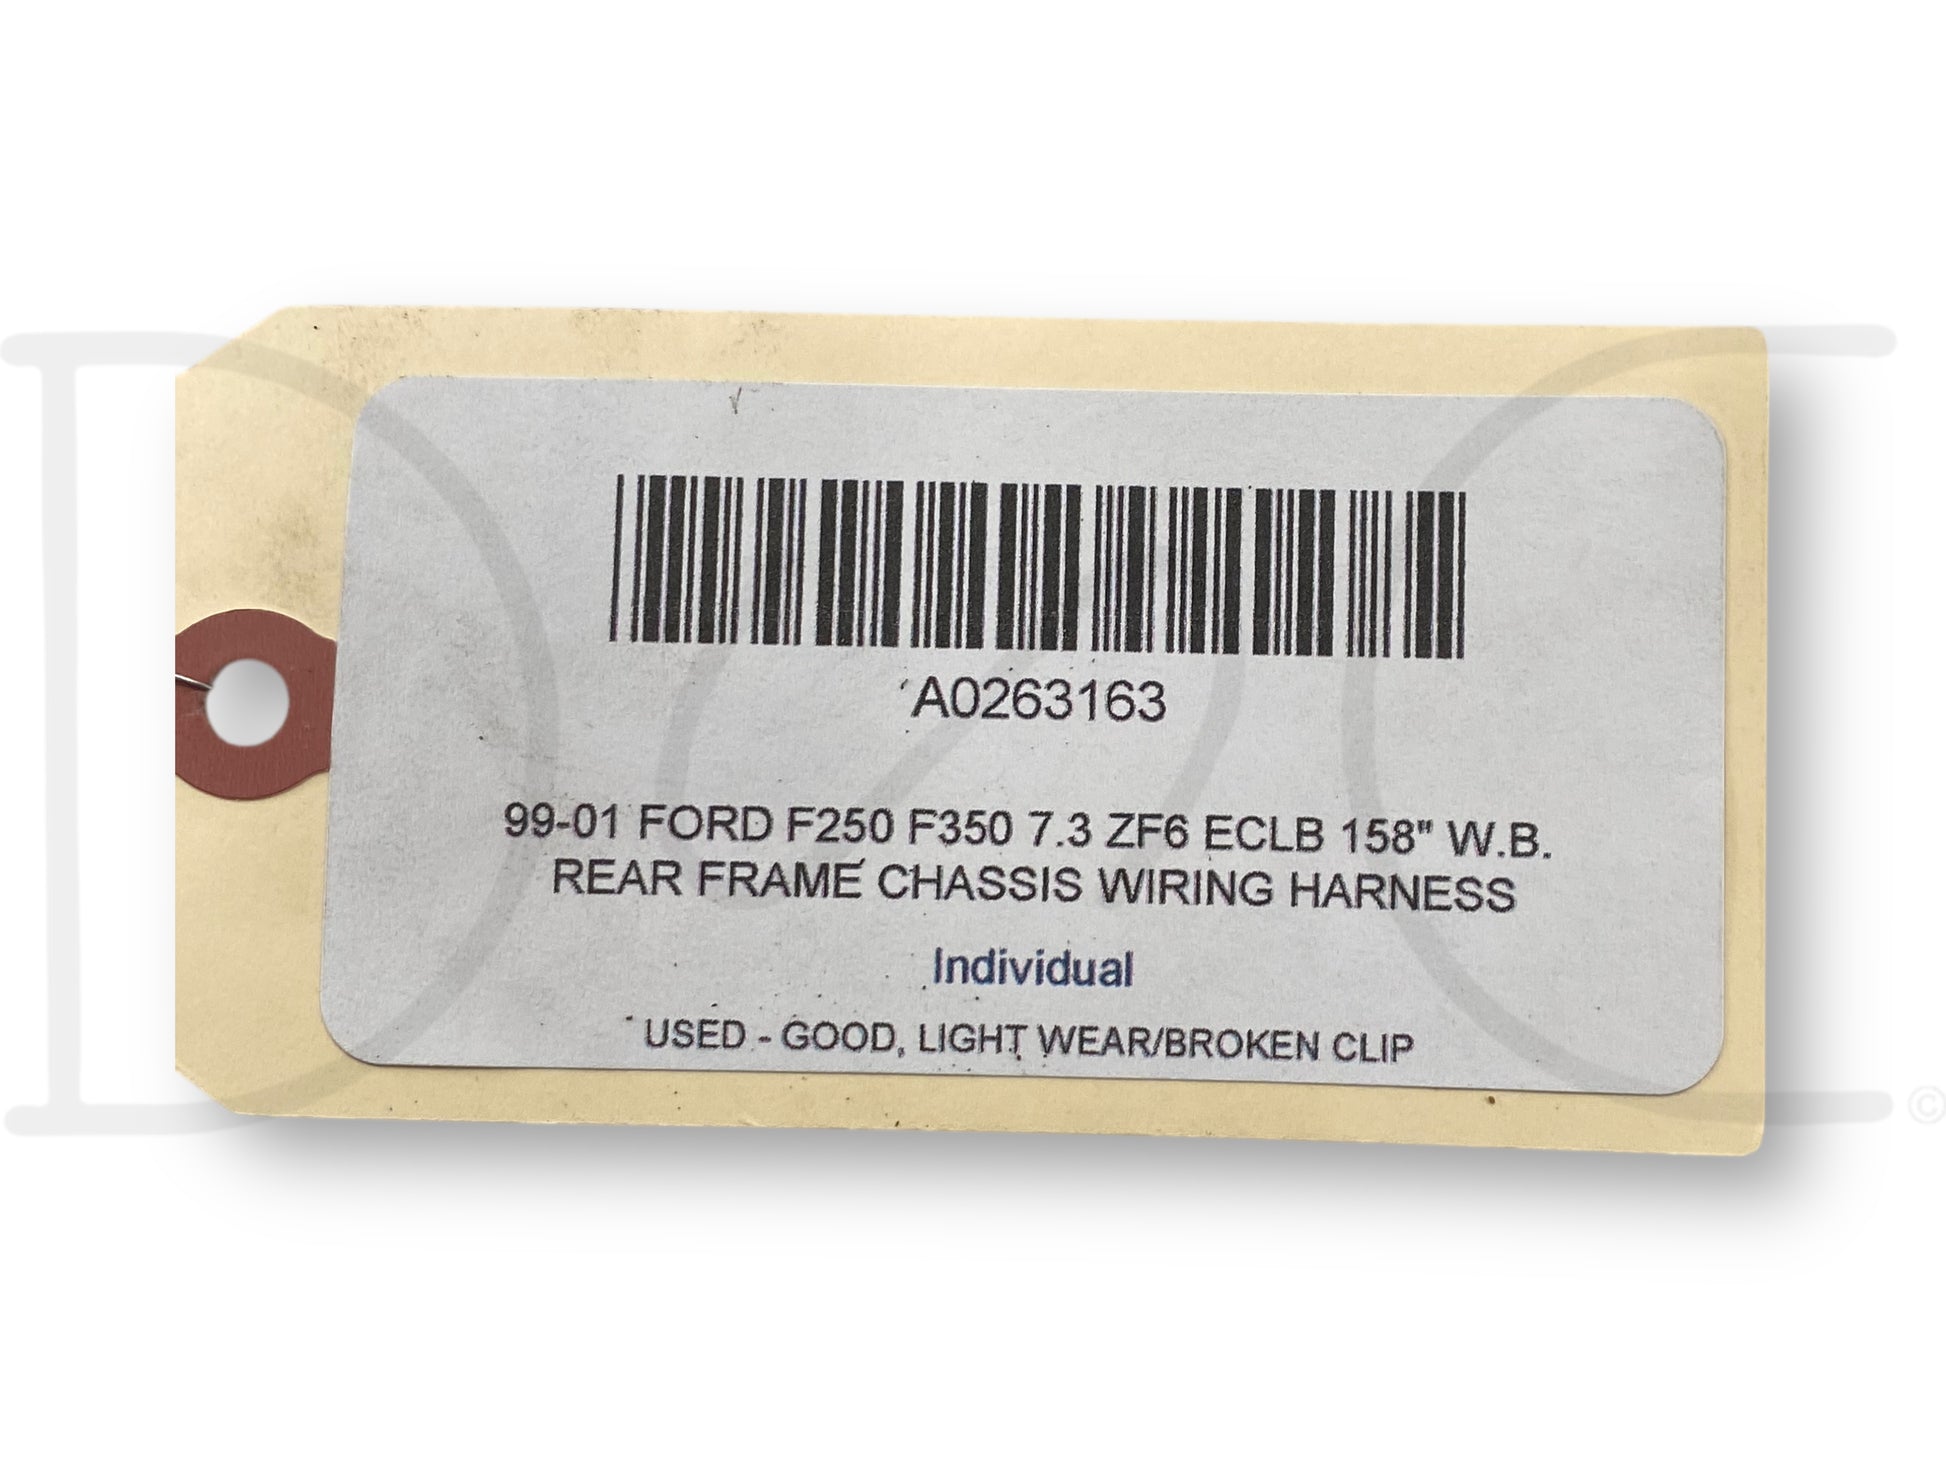 A0263163
99-01 FORD F250 F350 7.3 ZF6 ECLB 158" W.B.
REAR FRAME CHASSIS WIRING HARNESS
Individual
USED - GOOD, LIGHT WEAR/BROKEN CLIP
©